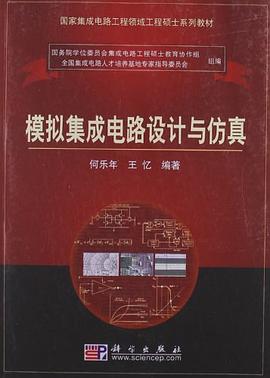 国家集成电路工程领域工程硕士系列教材
国务院学位委员会集成电路工程硕士教育协作组
全国集成电路人才培养基地专家指导委员会
组编
模拟集成电路设计与仿真
何乐年 王忆 编著
科学出版社
www.sciencep.com